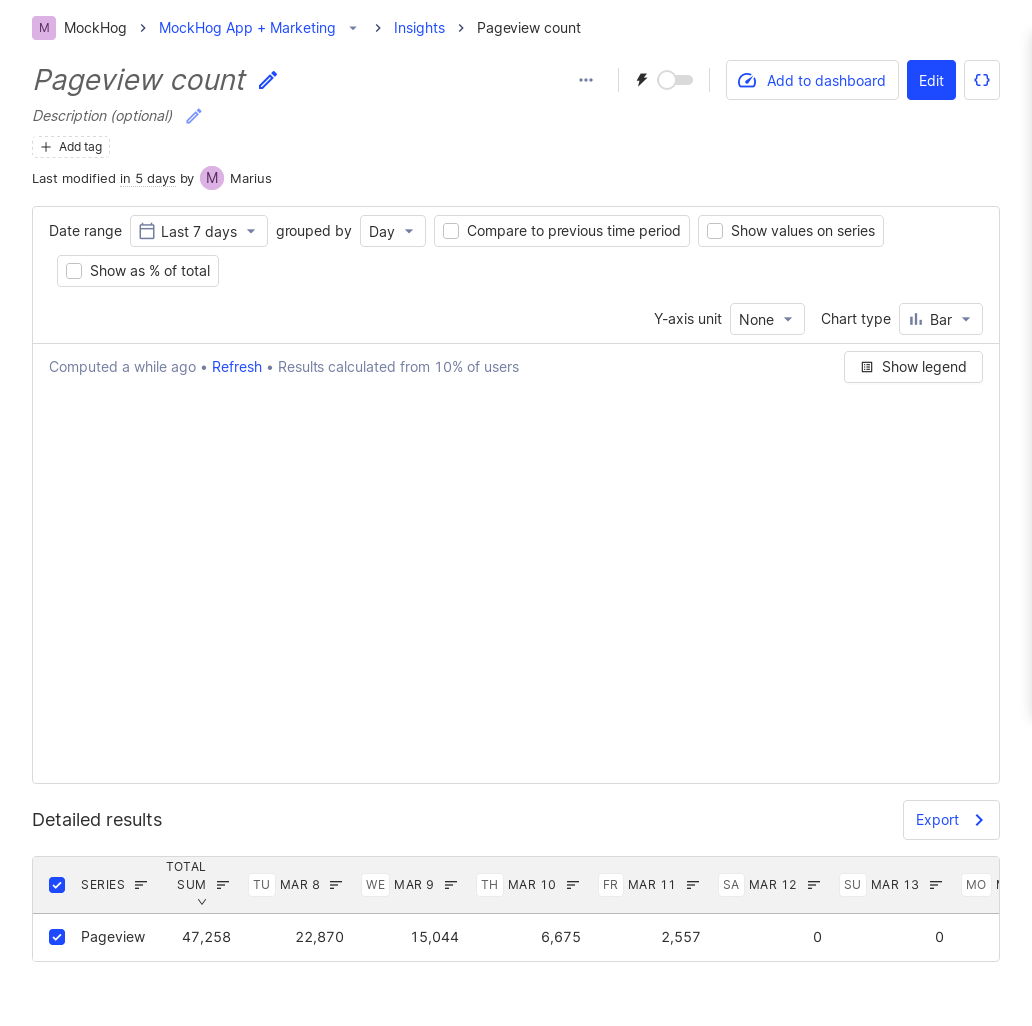 M MockHog MockHog App + Marketing Insights Pageview count
Pageview count
Add to dashboard Edit
Description (optional)
Add tag
Last modified in 5 days by M Marius
Date range Last 7 days grouped by Day Compare to previous time period Show values on series
Show as % of total
Y-axis unit None Chart type Bar
Computed a while ago • Refresh • Results calculated from 10% of users Show legend
Detailed results Export
SERIES TOTAL SUM TU MAR 8 WE MAR 9 TH MAR 10 FR MAR 11 SA MAR 12 SU MAR 13 MO
Pageview 47,258 22,870 15,044 6,675 2,557 0 0